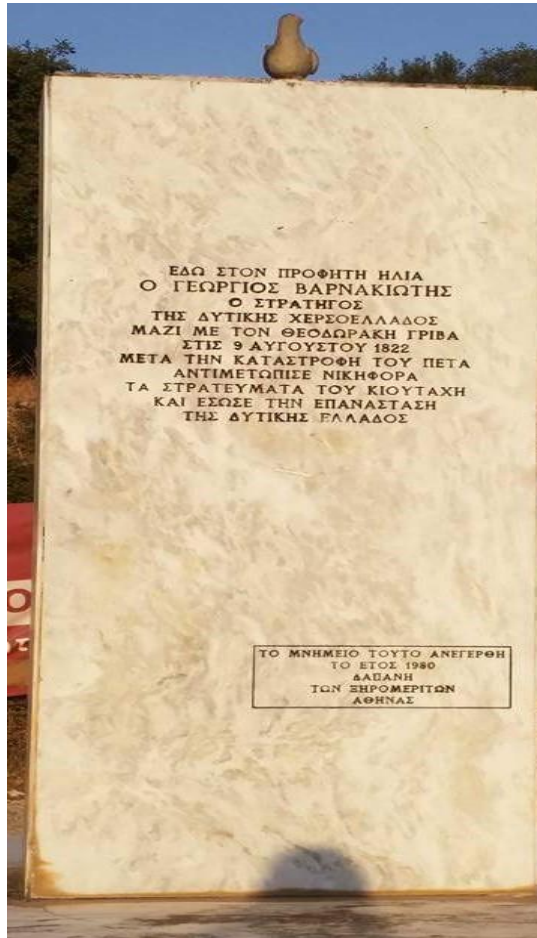 ΕΔΩ ΣΤΟΝ ΠΡΟΦΗΤΗ ΗΛΙΑ
Ο ΓΕΩΡΓΙΟΣ ΒΑΡΝΑΚΙΩΤΗΣ
Ο ΣΤΡΑΤΗΓΟΣ
ΤΗΣ ΔΥΤΙΚΗΣ ΧΕΡΣΟΕΛΛΑΔΟΣ
ΜΑΖΙ ΜΕ ΤΟΝ ΘΕΟΔΩΡΑΚΗ ΓΡΙΒΑ
ΣΤΙΣ 9 ΑΥΓΟΥΣΤΟΥ 1822
ΜΕΤΑ ΤΗΝ ΚΑΤΑΣΤΡΟΦΗ ΤΟΥ ΠΕΤΑ
ΑΝΤΙΜΕΤΩΠΙΣΕ ΝΙΚΗΦΟΡΑ
ΤΑ ΣΤΡΑΤΕΥΜΑΤΑ ΤΟΥ ΚΙΟΥΤΑΧΗ
ΚΑΙ ΕΣΩΣΕ ΤΗΝ ΕΠΑΝΑΣΤΑΣΗ
ΤΗΣ ΔΥΤΙΚΗΣ ΕΛΛΑΔΟΣ
ΤΟ ΜΝΗΜΕΙΟ ΤΟΥΤΟ ΑΝΕΓΕΡΘΗ
ΤΟ ΕΤΟΣ 1980
ΔΑΠΑΝΗ
ΤΩΝ ΞΗΡΟΜΕΡΙΤΩΝ
ΑΘΗΝΑΣ